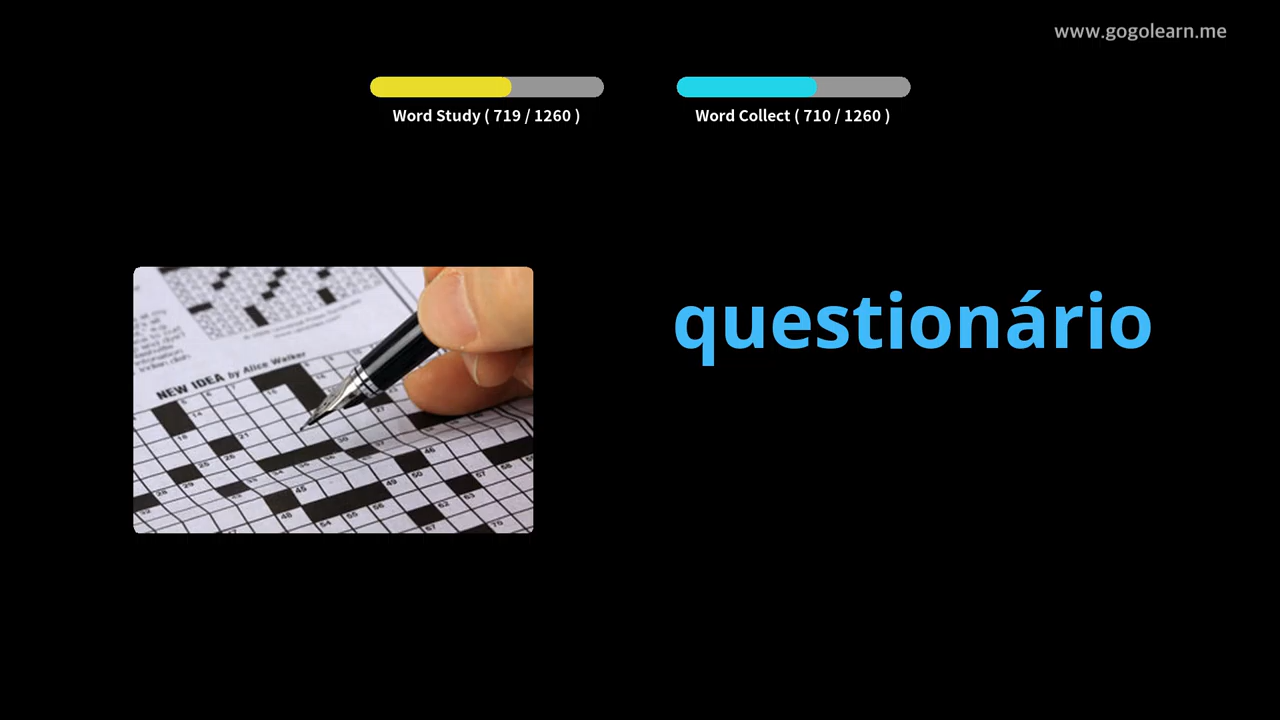 www.gogolearn.me
Word Study ( 719 / 1260 )
Word Collect ( 710 / 1260 )
questionário
NEW IDEA by Alice Walker